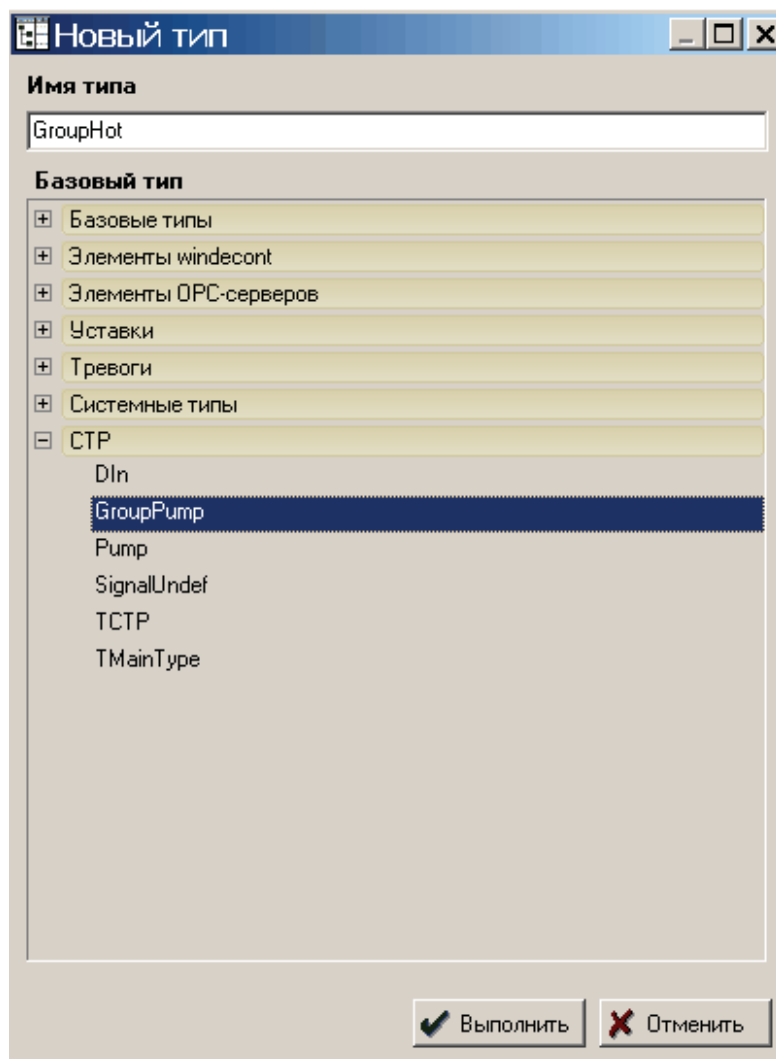 Новый тип
Имя типа
GroupHot
Базовый тип
Базовые типы
Элементы windecont
Элементы OPC-серверов
Уставки
Тревоги
Системные типы
CTP
DIn
GroupPump
Pump
SignalUndef
TCTP
TMainType
Выполнить Отменить